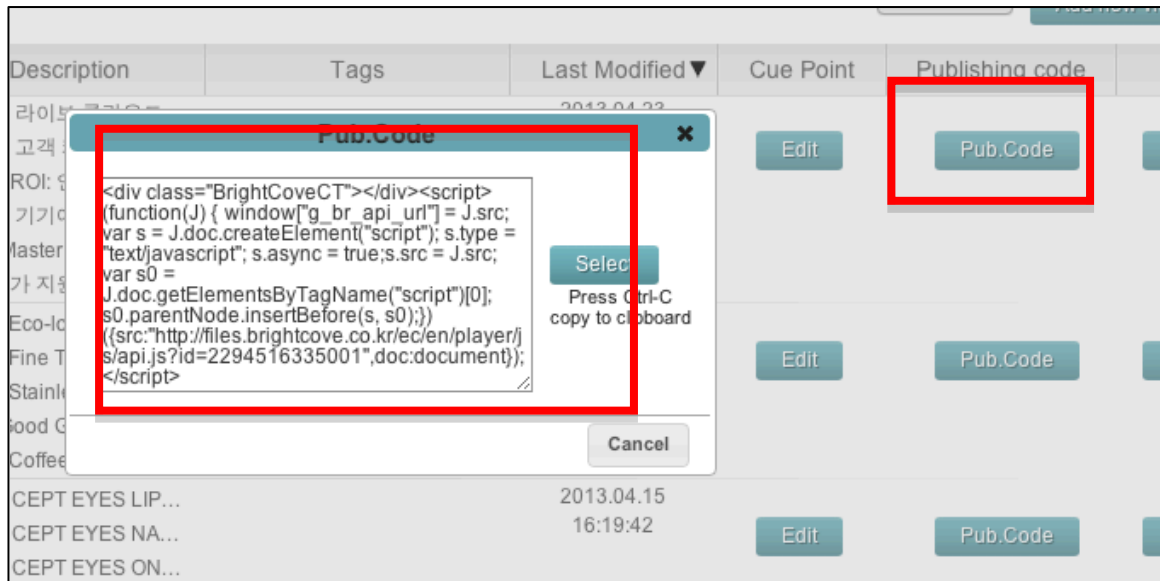 Description Tags Last Modified▼ Cue Point Publishing code
라이브
2013.04.23
고객
ROI:
기기
가 지원
Pub.Code ✖
<div class="BrightCoveCT"></div><script>
(function(J) { window["g_br_api_url"] = J.src;
var s = J.doc.createElement("script"); s.type =
"text/javascript"; s.async = true;s.src = J.src;
var s0 =
J.doc.getElementsByTagName("script")[0];
s0.parentNode.insertBefore(s, s0);})
({src:"http://files.brightcove.co.kr/ec/en/player/j
s/api.js?id=2294516335001",doc:document});
</script>
Select
Press Ctrl-C
copy to clipboard
Cancel
Edit Pub.Code
Fine T
Coffee
Edit Pub.Code
CEPT EYES LIP…
2013.04.15
CEPT EYES NA…
16:19:42
CEPT EYES ON…
Edit Pub.Code